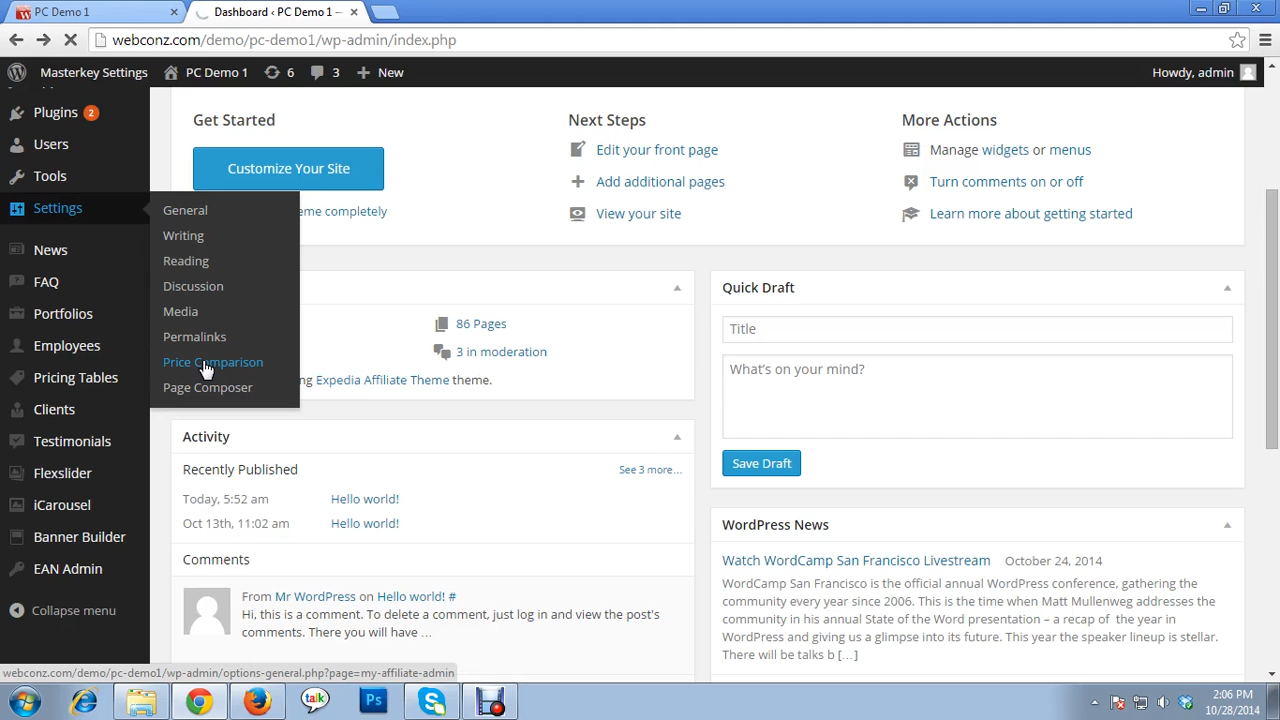 PC Demo 1
Dashboard ‹ PC Demo 1 –
webconz.com/demo/pc-demo1/wp-admin/index.php
Masterkey Settings PC Demo 1 6 3 New Howdy, admin
Plugins 2
Users
Tools
Settings
News
FAQ
Portfolios
Employees
Pricing Tables
Clients
Testimonials
Flexslider
iCarousel
Banner Builder
EAN Admin
Collapse menu
General
Writing
Reading
Discussion
Media
Permalinks
Price Comparison
Page Composer
Get Started
Customize Your Site
eme completely
Next Steps
Edit your front page
Add additional pages
View your site
More Actions
Manage widgets or menus
Turn comments on or off
Learn more about getting started
86 Pages
3 in moderation
Expedia Affiliate Theme theme.
Activity
Recently Published See 3 more...
Today, 5:52 am Hello world!
Oct 13th, 11:02 am Hello world!
Comments
From Mr WordPress on Hello world! #
Hi, this is a comment. To delete a comment, just log in and view the post's
comments. There you will have …
Quick Draft
Title
What's on your mind?
Save Draft
WordPress News
Watch WordCamp San Francisco Livestream October 24, 2014
WordCamp San Francisco is the official annual WordPress conference, gathering the
community every year since 2006. This is the time when Matt Mullenweg addresses the
community in his annual State of the Word presentation – a recap of the year in
WordPress and giving us a glimpse into its future. This year the speaker lineup is stellar.
There will be talks b […]
webconz.com/demo/pc-demo1/wp-admin/options-general.php?page=my-affiliate-admin
talk
Ps
2:06 PM
10/28/2014